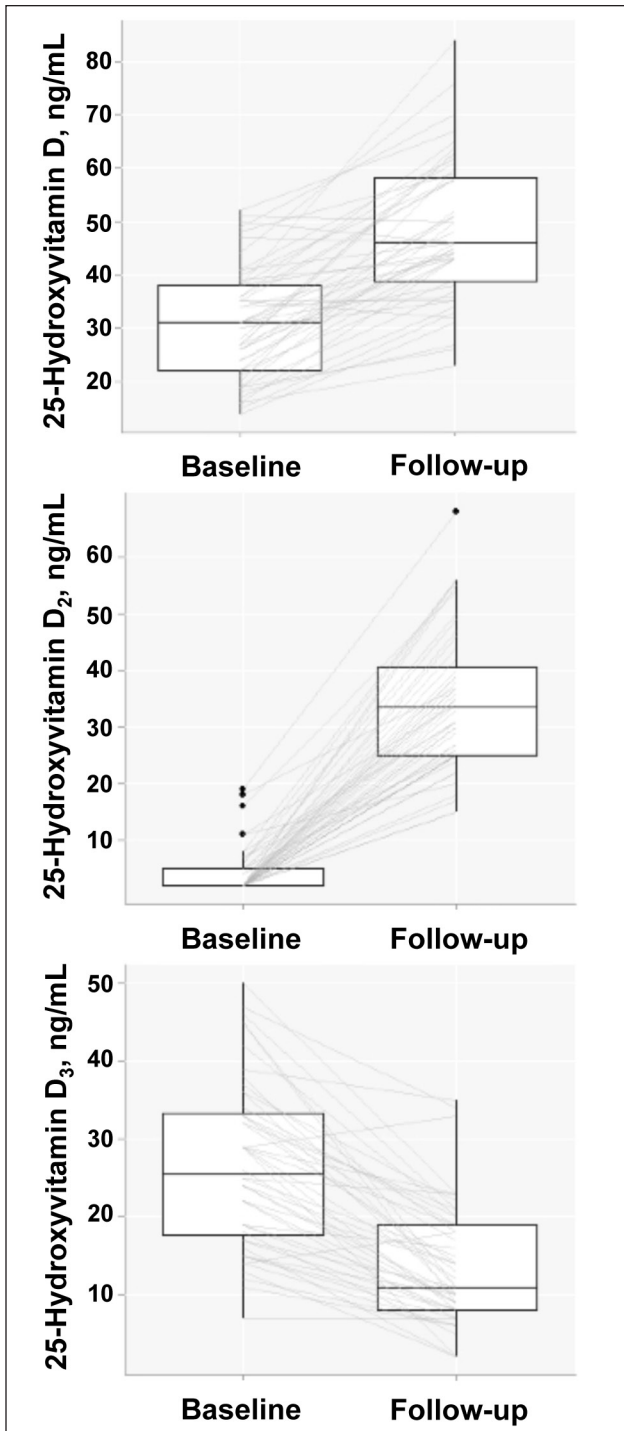 25-Hydroxyvitamin D, ng/mL
80
70
60
50
40
30
20
Baseline
Follow-up
25-Hydroxyvitamin D₂, ng/mL
60
50
40
30
20
10
Baseline
Follow-up
25-Hydroxyvitamin D₃, ng/mL
50
40
30
20
10
Baseline
Follow-up